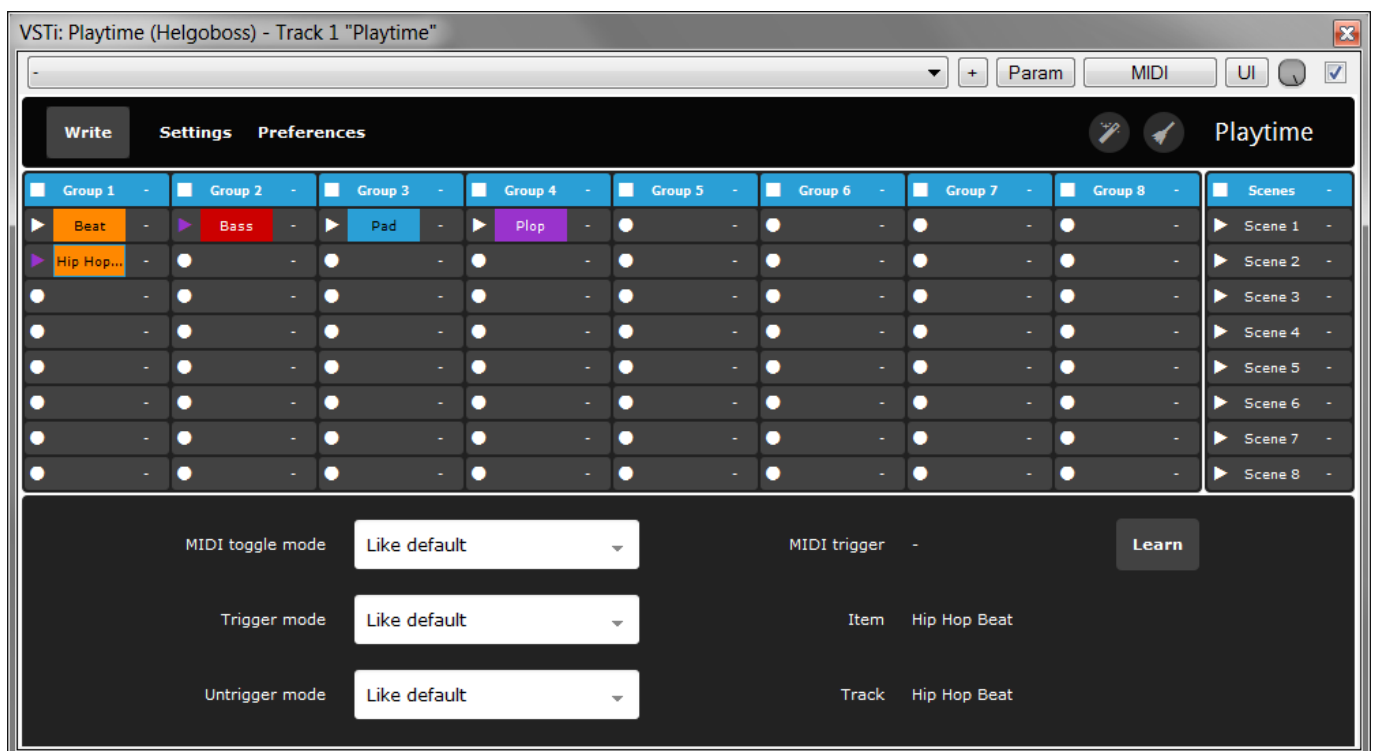 VSTi: Playtime (Helgoboss) - Track 1 "Playtime"
- + Param MIDI UI
Write Settings Preferences Playtime
Group 1 - Group 2 - Group 3 - Group 4 - Group 5 - Group 6 - Group 7 - Group 8 - Scenes -
Beat - Bass - Pad - Plop - - - - - Scene 1 -
Hip Hop... - - - - - - - - Scene 2 -
- - - - - - - - Scene 3 -
- - - - - - - - Scene 4 -
- - - - - - - - Scene 5 -
- - - - - - - - Scene 6 -
- - - - - - - - Scene 7 -
- - - - - - - - Scene 8 -
MIDI toggle mode Like default MIDI trigger - Learn
Trigger mode Like default Item Hip Hop Beat
Untrigger mode Like default Track Hip Hop Beat